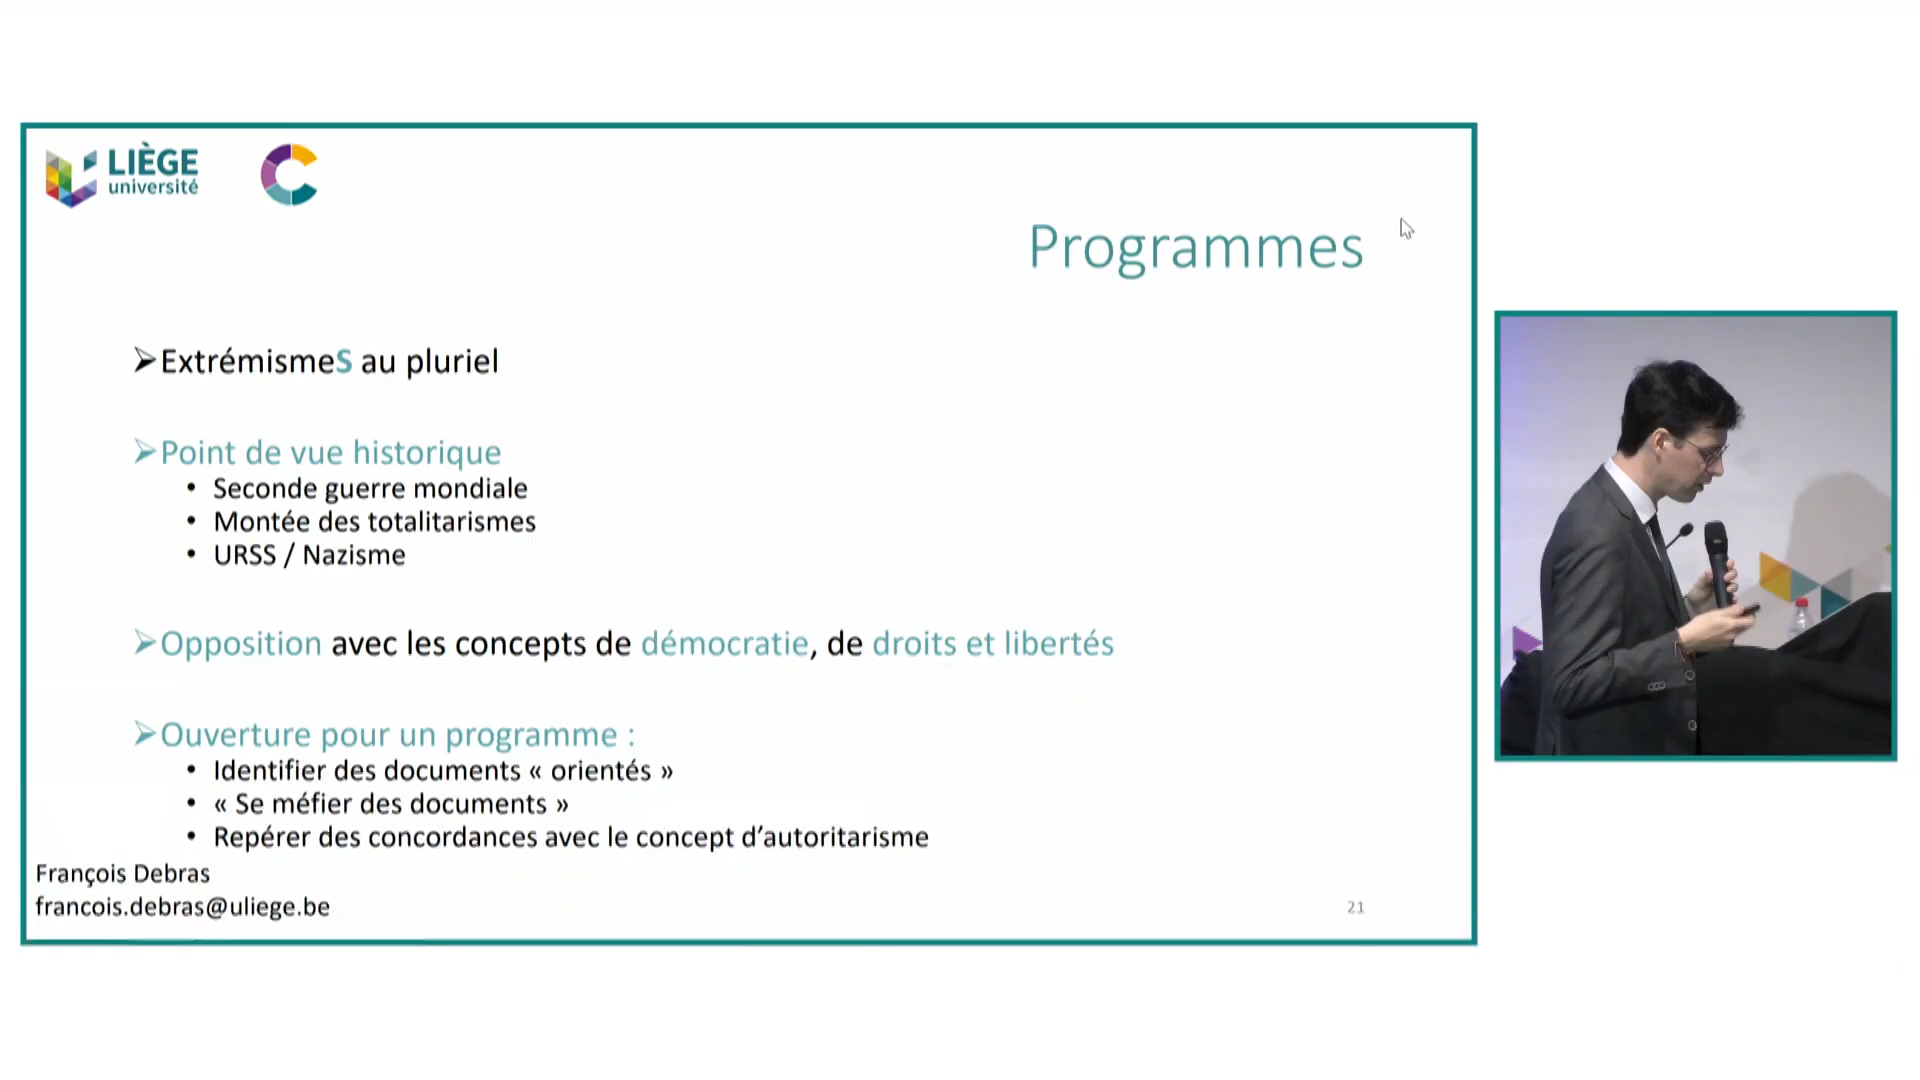 LIÈGE
université
Programmes
➢ExtrémismeS au pluriel
➢Point de vue historique
• Seconde guerre mondiale
• Montée des totalitarismes
• URSS / Nazisme
➢Opposition avec les concepts de démocratie, de droits et libertés
➢Ouverture pour un programme :
• Identifier des documents « orientés »
• « Se méfier des documents »
• Repérer des concordances avec le concept d’autoritarisme
François Debras
francois.debras@uliege.be
21